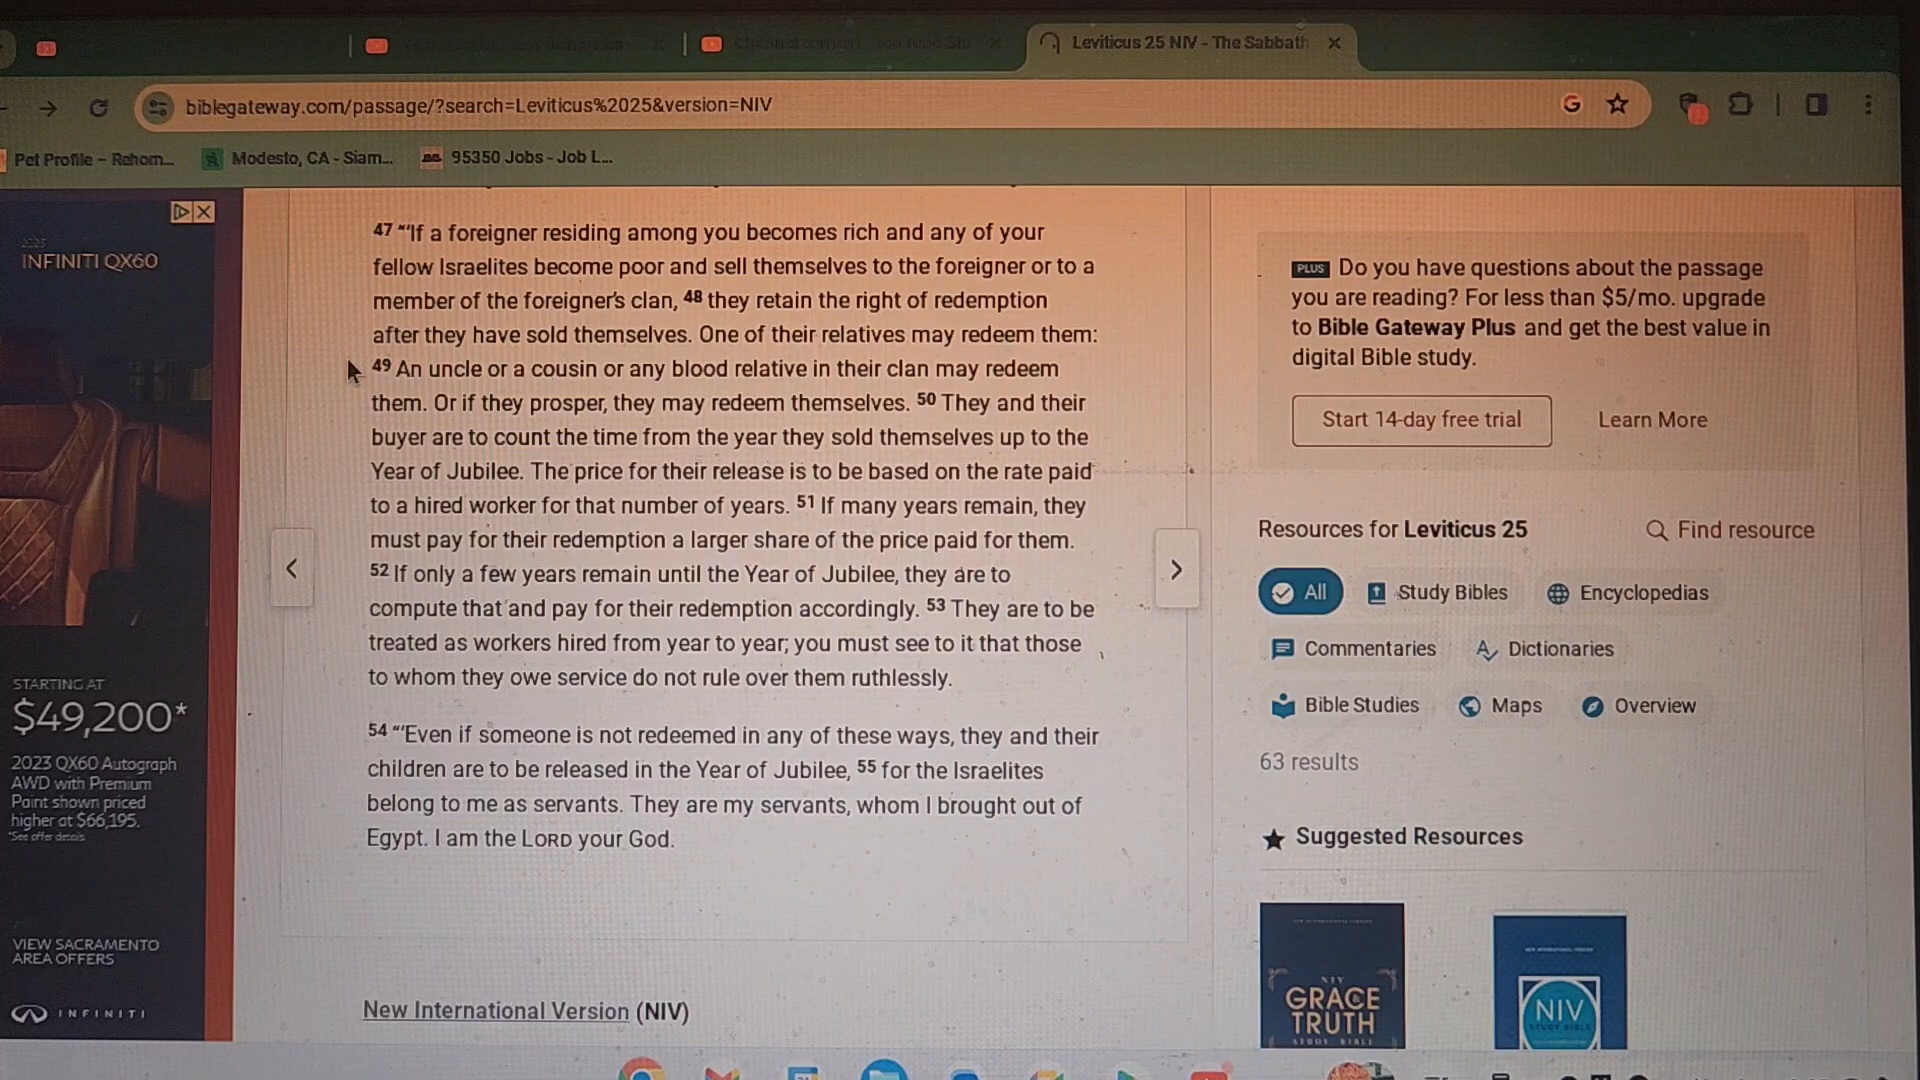 Leviticus 25 NIV - The Sabbath
biblegateway.com/passage/?search=Leviticus%2025&version=NIV
Pet Profile – Rehom...
Modesto, CA - Siam...
95350 Jobs - Job L...
2023
INFINITI QX60
STARTING AT
$49,200*
2023 QX60 Autograph
AWD with Premium
Paint shown priced
higher at $66,195.
*See offer details
VIEW SACRAMENTO
AREA OFFERS
INFINITI
47 “‘If a foreigner residing among you becomes rich and any of your
fellow Israelites become poor and sell themselves to the foreigner or to a
member of the foreigner’s clan, 48 they retain the right of redemption
after they have sold themselves. One of their relatives may redeem them:
49 An uncle or a cousin or any blood relative in their clan may redeem
them. Or if they prosper, they may redeem themselves. 50 They and their
buyer are to count the time from the year they sold themselves up to the
Year of Jubilee. The price for their release is to be based on the rate paid
to a hired worker for that number of years. 51 If many years remain, they
must pay for their redemption a larger share of the price paid for them.
52 If only a few years remain until the Year of Jubilee, they are to
compute that and pay for their redemption accordingly. 53 They are to be
treated as workers hired from year to year; you must see to it that those
to whom they owe service do not rule over them ruthlessly.
54 “‘Even if someone is not redeemed in any of these ways, they and their
children are to be released in the Year of Jubilee, 55 for the Israelites
belong to me as servants. They are my servants, whom I brought out of
Egypt. I am the LORD your God.
New International Version (NIV)
PLUS Do you have questions about the passage
you are reading? For less than $5/mo. upgrade
to Bible Gateway Plus and get the best value in
digital Bible study.
Start 14-day free trial
Learn More
Resources for Leviticus 25
Find resource
All
Study Bibles
Encyclopedias
Commentaries
Dictionaries
Bible Studies
Maps
Overview
63 results
Suggested Resources
NIV
GRACE
TRUTH
STUDY BIBLE
NIV
STUDY BIBLE